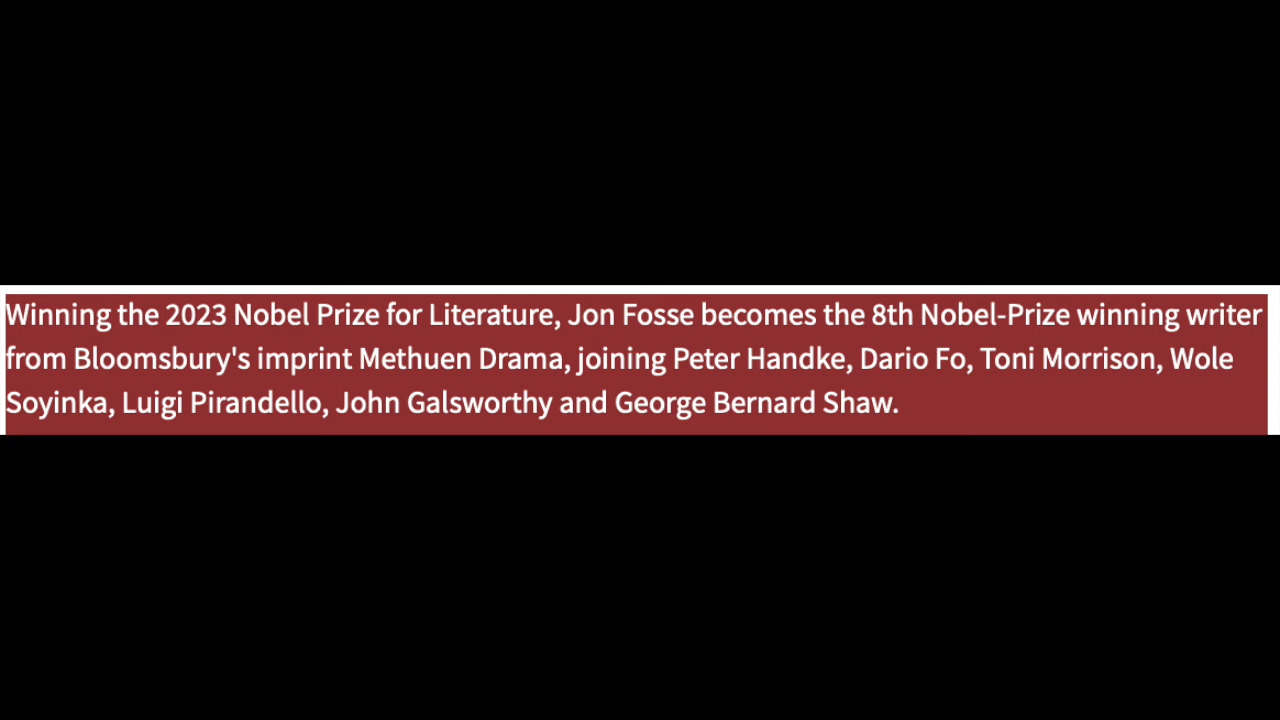 Winning the 2023 Nobel Prize for Literature, Jon Fosse becomes the 8th Nobel-Prize winning writer
from Bloomsbury's imprint Methuen Drama, joining Peter Handke, Dario Fo, Toni Morrison, Wole
Soyinka, Luigi Pirandello, John Galsworthy and George Bernard Shaw.